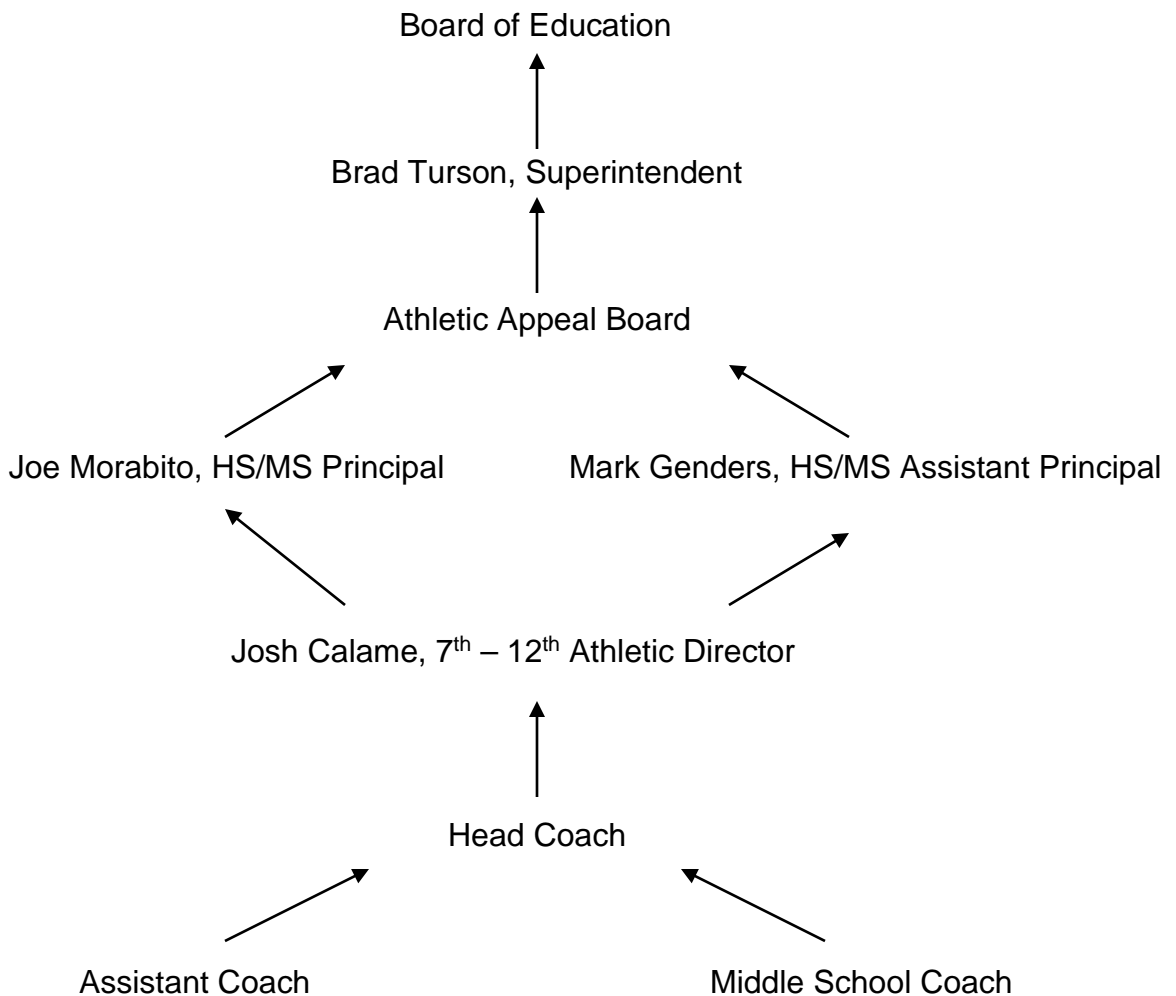 Board of Education
Brad Turson, Superintendent
Athletic Appeal Board
Joe Morabito, HS/MS Principal
Mark Genders, HS/MS Assistant Principal
Josh Calame, 7th – 12th Athletic Director
Head Coach
Assistant Coach
Middle School Coach